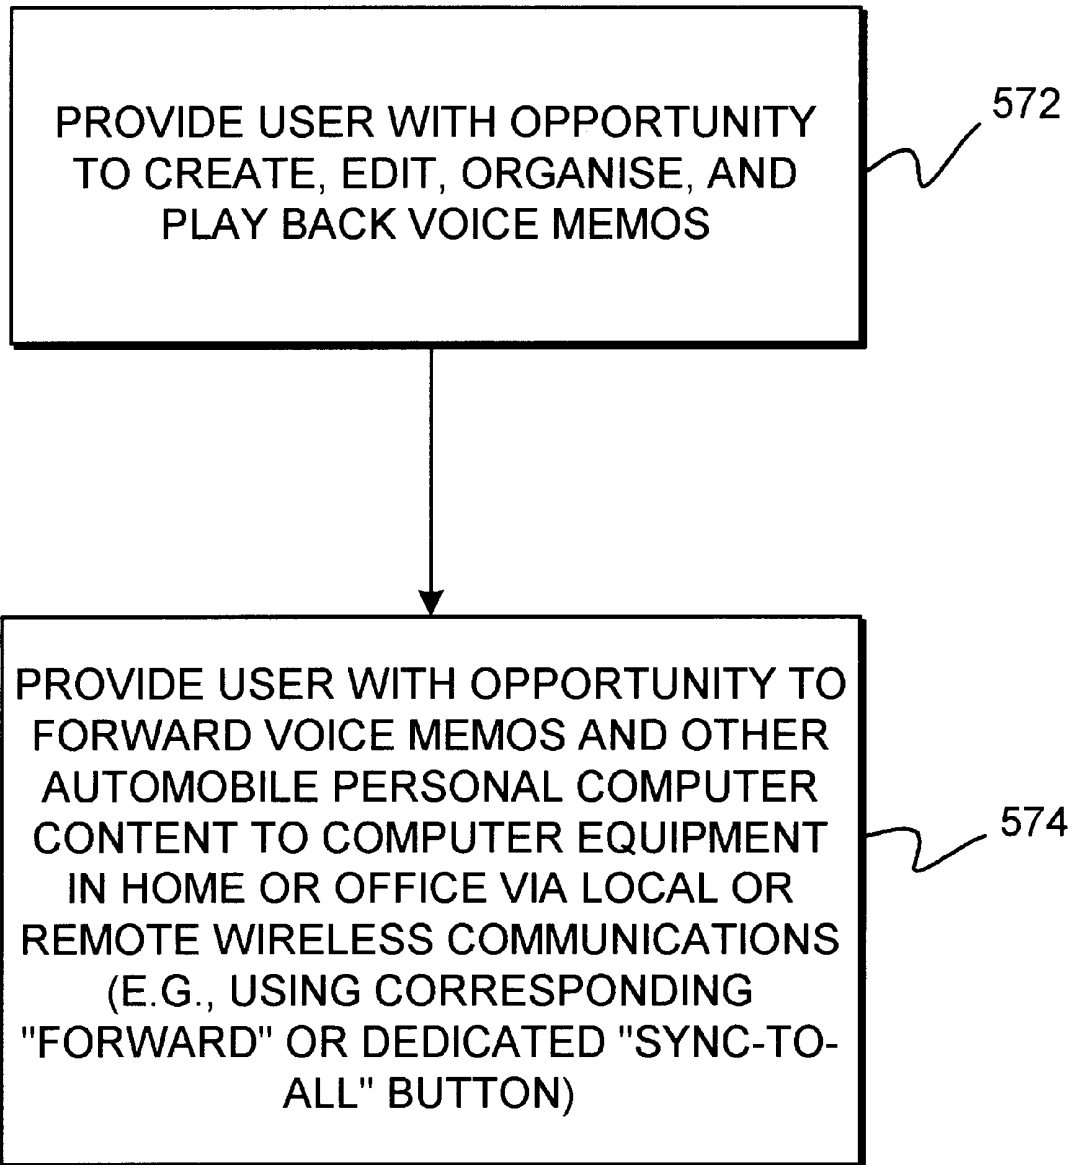 PROVIDE USER WITH OPPORTUNITY
TO CREATE, EDIT, ORGANISE, AND
PLAY BACK VOICE MEMOS
572
PROVIDE USER WITH OPPORTUNITY TO
FORWARD VOICE MEMOS AND OTHER
AUTOMOBILE PERSONAL COMPUTER
CONTENT TO COMPUTER EQUIPMENT
IN HOME OR OFFICE VIA LOCAL OR
REMOTE WIRELESS COMMUNICATIONS
(E.G., USING CORRESPONDING
"FORWARD" OR DEDICATED "SYNC-TO-
ALL" BUTTON)
574